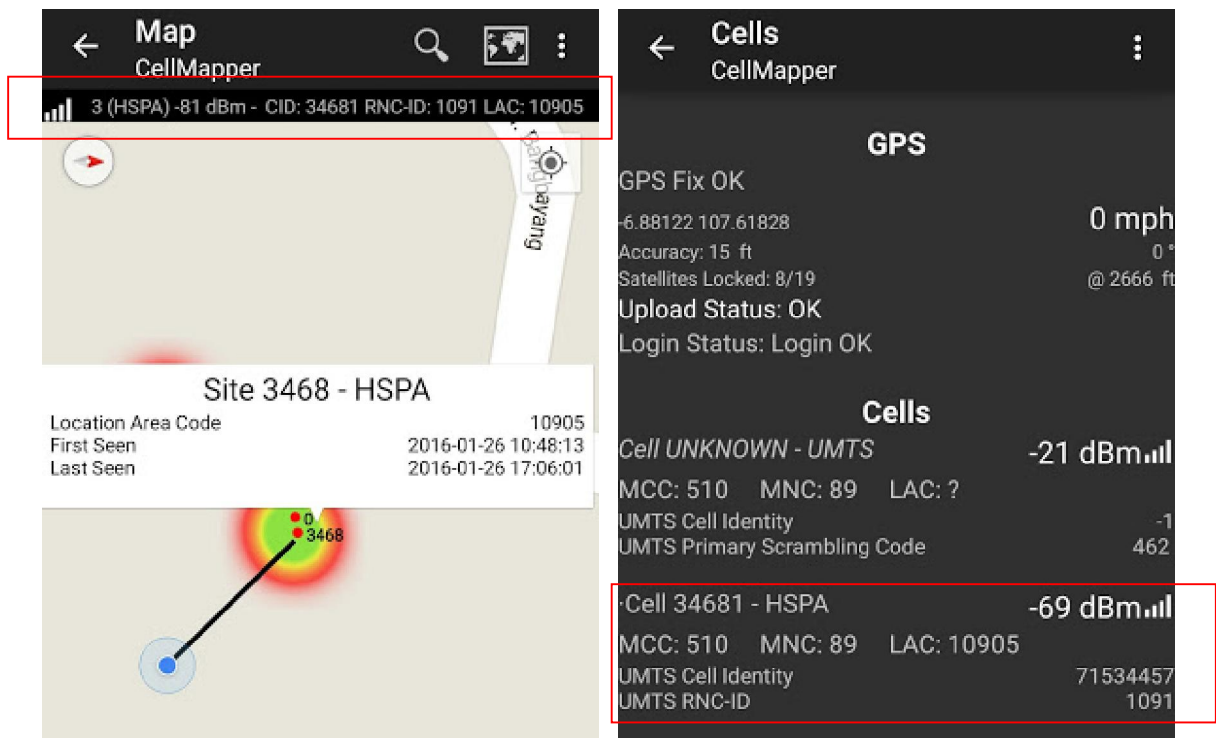 Map
CellMapper
3 (HSPA) -81 dBm - CID: 34681 RNC-ID: 1091 LAC: 10905
Bangbayang
Site 3468 - HSPA
Location Area Code 10905
First Seen 2016-01-26 10:48:13
Last Seen 2016-01-26 17:06:01
0
3468
Cells
CellMapper
GPS
GPS Fix OK
-6.88122 107.61828 0 mph
Accuracy: 15 ft 0 °
Satellites Locked: 8/19 @ 2666 ft
Upload Status: OK
Login Status: Login OK
Cells
Cell UNKNOWN - UMTS -21 dBm
MCC: 510 MNC: 89 LAC: ?
UMTS Cell Identity -1
UMTS Primary Scrambling Code 462
·Cell 34681 - HSPA -69 dBm
MCC: 510 MNC: 89 LAC: 10905
UMTS Cell Identity 71534457
UMTS RNC-ID 1091